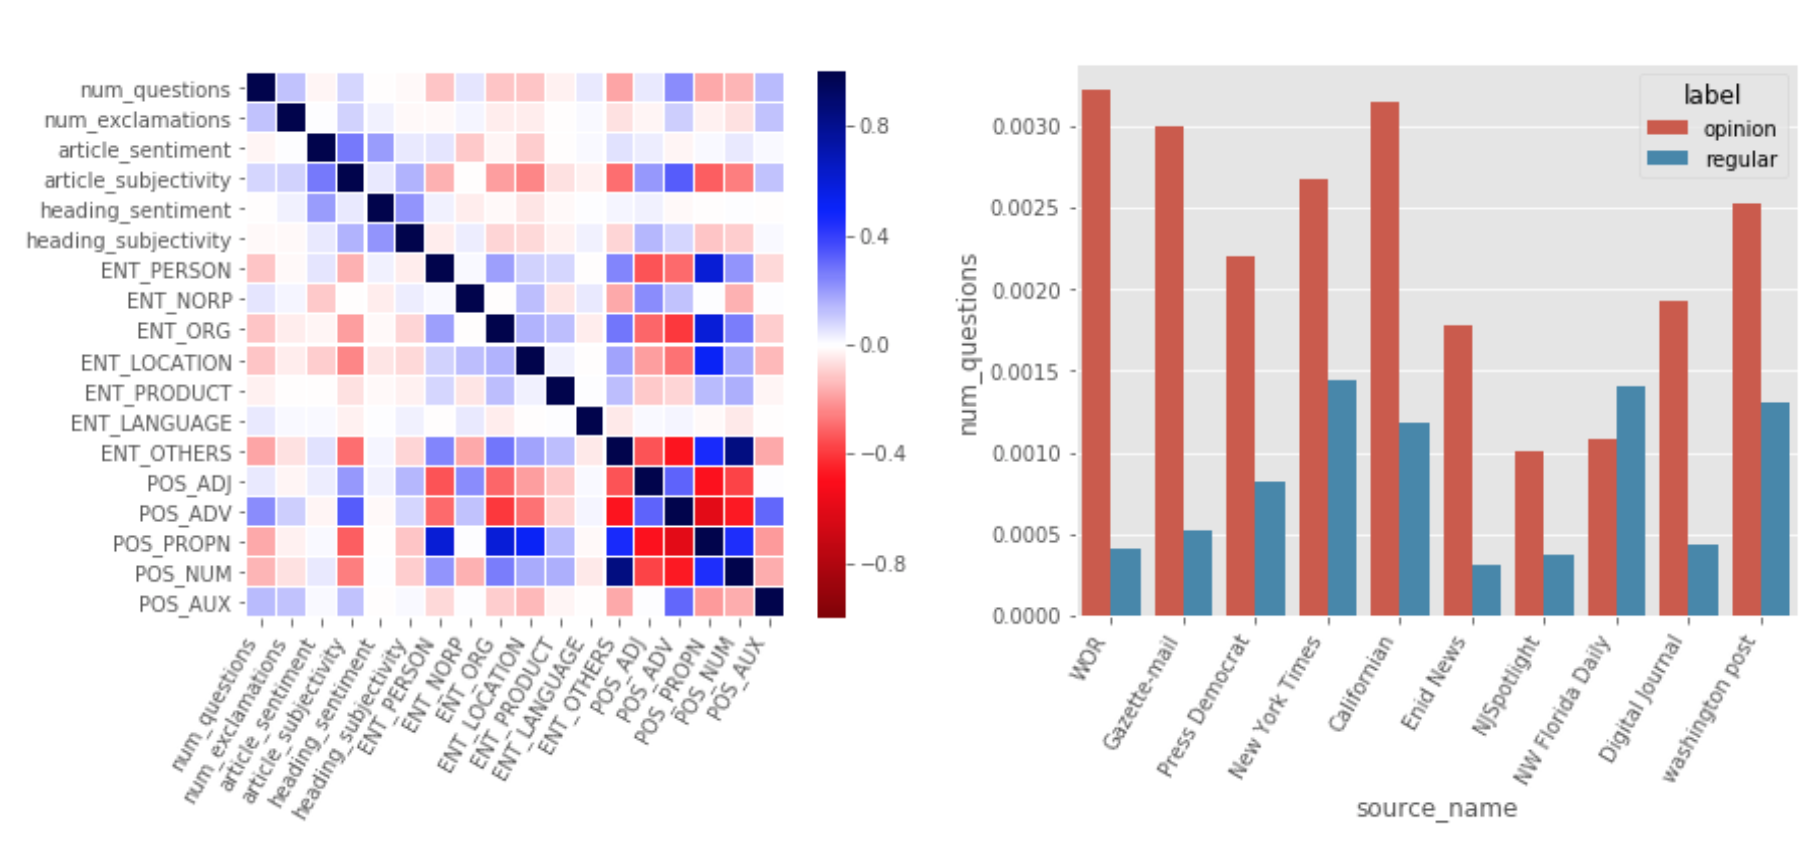 num_questions
num_exclamations
article_sentiment
article_subjectivity
heading_sentiment
heading_subjectivity
ENT_PERSON
ENT_NORP
ENT_ORG
ENT_LOCATION
ENT_PRODUCT
ENT_LANGUAGE
ENT_OTHERS
POS_ADJ
POS_ADV
POS_PROPN
POS_NUM
POS_AUX
num_questions
num_exclamations
article_sentiment
article_subjectivity
heading_sentiment
heading_subjectivity
ENT_PERSON
ENT_NORP
ENT_ORG
ENT_LOCATION
ENT_PRODUCT
ENT_LANGUAGE
ENT_OTHERS
POS_ADJ
POS_ADV
POS_PROPN
POS_NUM
POS_AUX
0.8
0.4
0.0
−0.4
−0.8
label
opinion
regular
num_questions
0.0030
0.0025
0.0020
0.0015
0.0010
0.0005
0.0000
WOR
Gazette-mail
Press Democrat
New York Times
Californian
Enid News
NJSpotlight
NW Florida Daily
Digital Journal
washington post
source_name